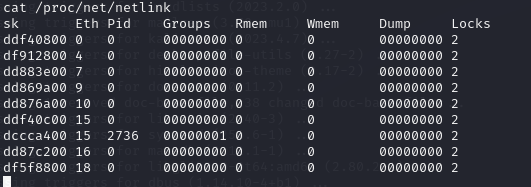 cat /proc/net/netlink
sk Eth Pid Groups Rmem Wmem Dump Locks
ddf40800 0 0 00000000 0 0 00000000 2
df912800 4 0 00000000 0 0 00000000 2
dd883e00 7 0 00000000 0 0 00000000 2
dd869a00 9 0 00000000 0 0 00000000 2
dd876a00 10 0 00000000 0 0 00000000 2
ddf40c00 15 0 00000000 0 0 00000000 2
dccca400 15 2736 00000001 0 0 00000000 2
dd87c200 16 0 00000000 0 0 00000000 2
df5f8800 18 0 00000000 0 0 00000000 2